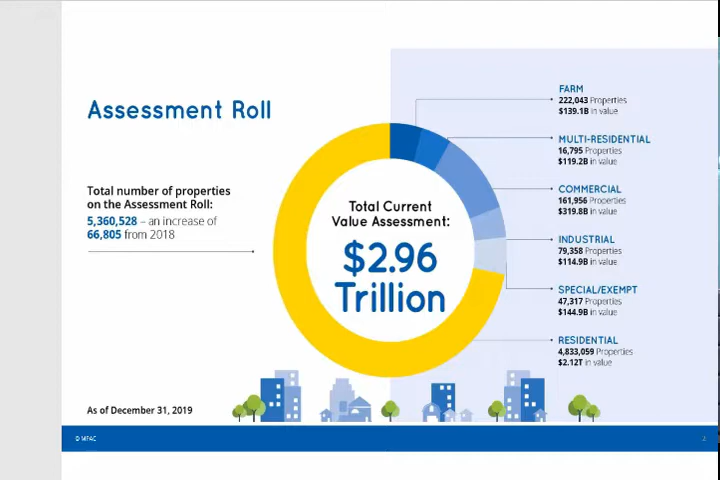 Assessment Roll
Total number of properties
on the Assessment Roll:
5,360,528 – an increase of
66,805 from 2018
Total Current
Value Assessment:
$2.96
Trillion
FARM
222,043 Properties
$139.1B in value
MULTI-RESIDENTIAL
16,795 Properties
$119.2B in value
COMMERCIAL
161,956 Properties
$319.8B in value
INDUSTRIAL
79,358 Properties
$114.9B in value
SPECIAL/EXEMPT
47,317 Properties
$144.9B in value
RESIDENTIAL
4,833,059 Properties
$2.12T in value
As of December 31, 2019
© MPAC
2